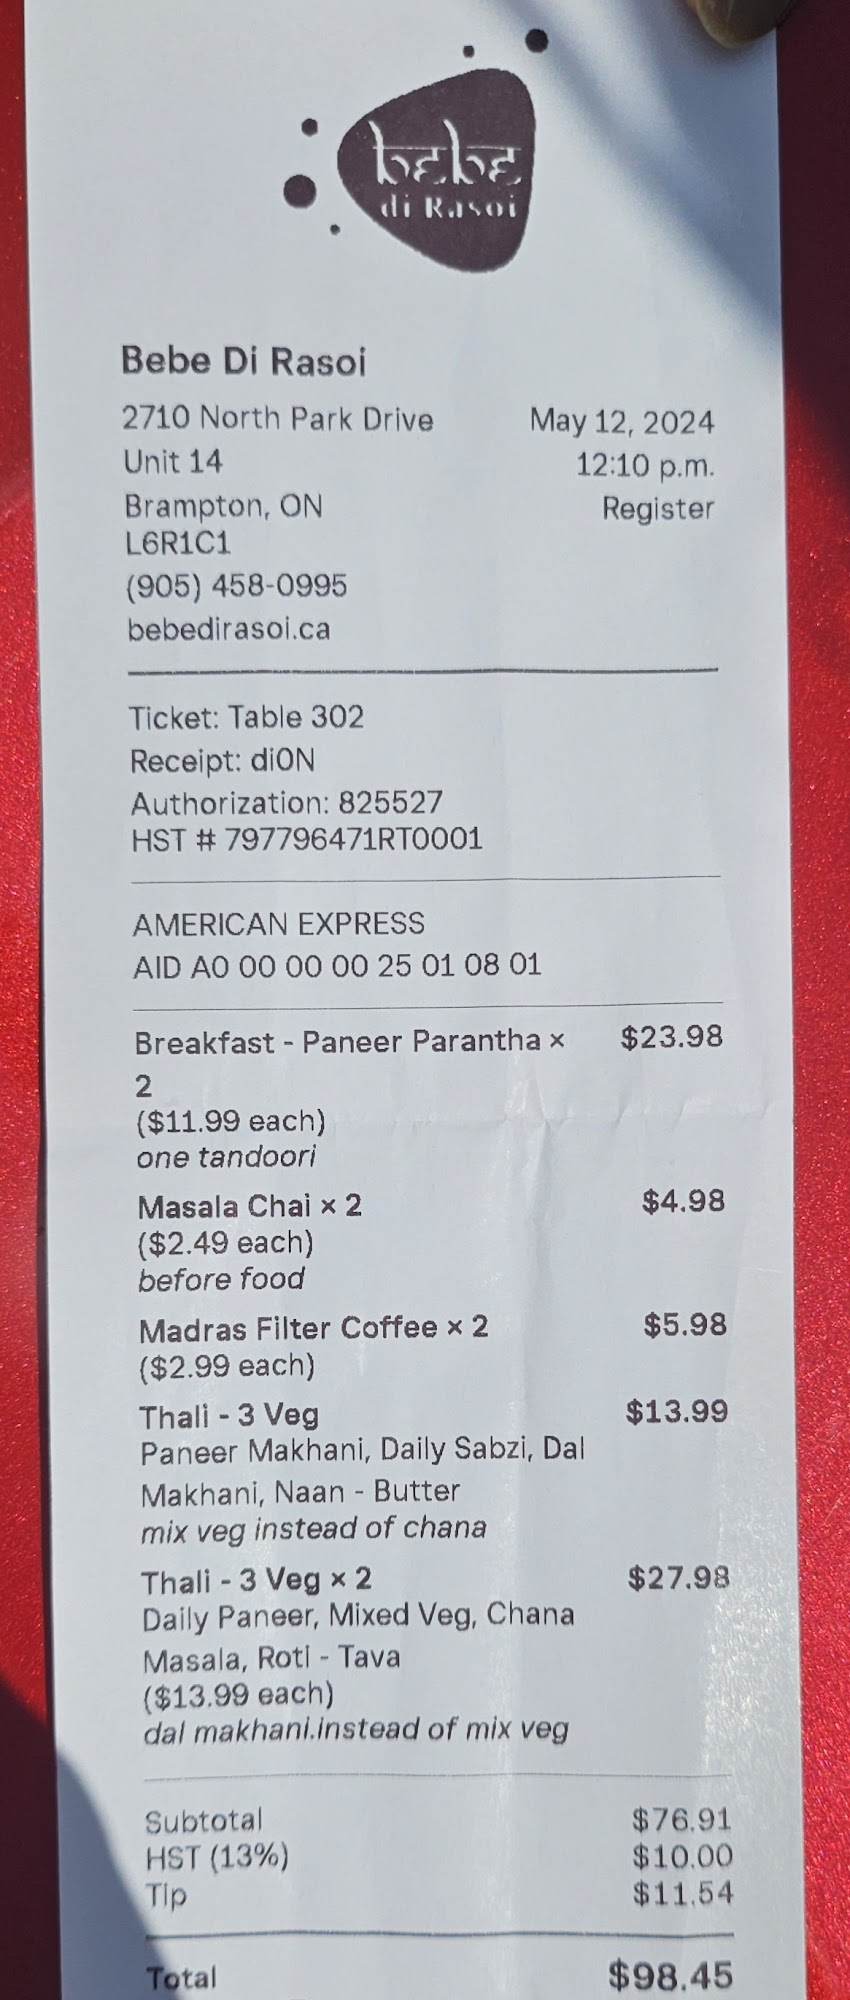 bebe
di Rasoi
Bebe Di Rasoi
2710 North Park Drive
May 12, 2024
Unit 14
12:10 p.m.
Brampton, ON
Register
L6R1C1
(905) 458-0995
bebedirasoi.ca
Ticket: Table 302
Receipt: diON
Authorization: 825527
HST # 797796471RT0001
AMERICAN EXPRESS
AID A0 00 00 00 25 01 08 01
Breakfast - Paneer Parantha × $23.98
2
($11.99 each)
one tandoori
Masala Chai × 2 $4.98
($2.49 each)
before food
Madras Filter Coffee × 2 $5.98
($2.99 each)
Thali - 3 Veg $13.99
Paneer Makhani, Daily Sabzi, Dal
Makhani, Naan - Butter
mix veg instead of chana
Thali - 3 Veg × 2 $27.98
Daily Paneer, Mixed Veg, Chana
Masala, Roti - Tava
($13.99 each)
dal makhani.instead of mix veg
Subtotal $76.91
HST (13%) $10.00
Tip $11.54
Total $98.45